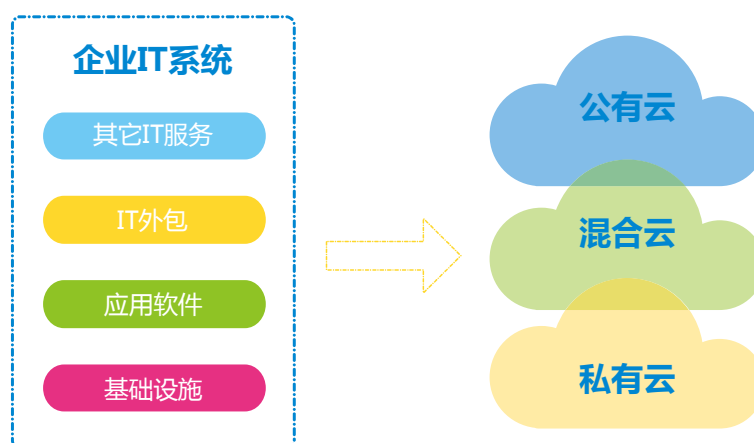 企业IT系统
其它IT服务
IT外包
应用软件
基础设施
公有云
混合云
私有云